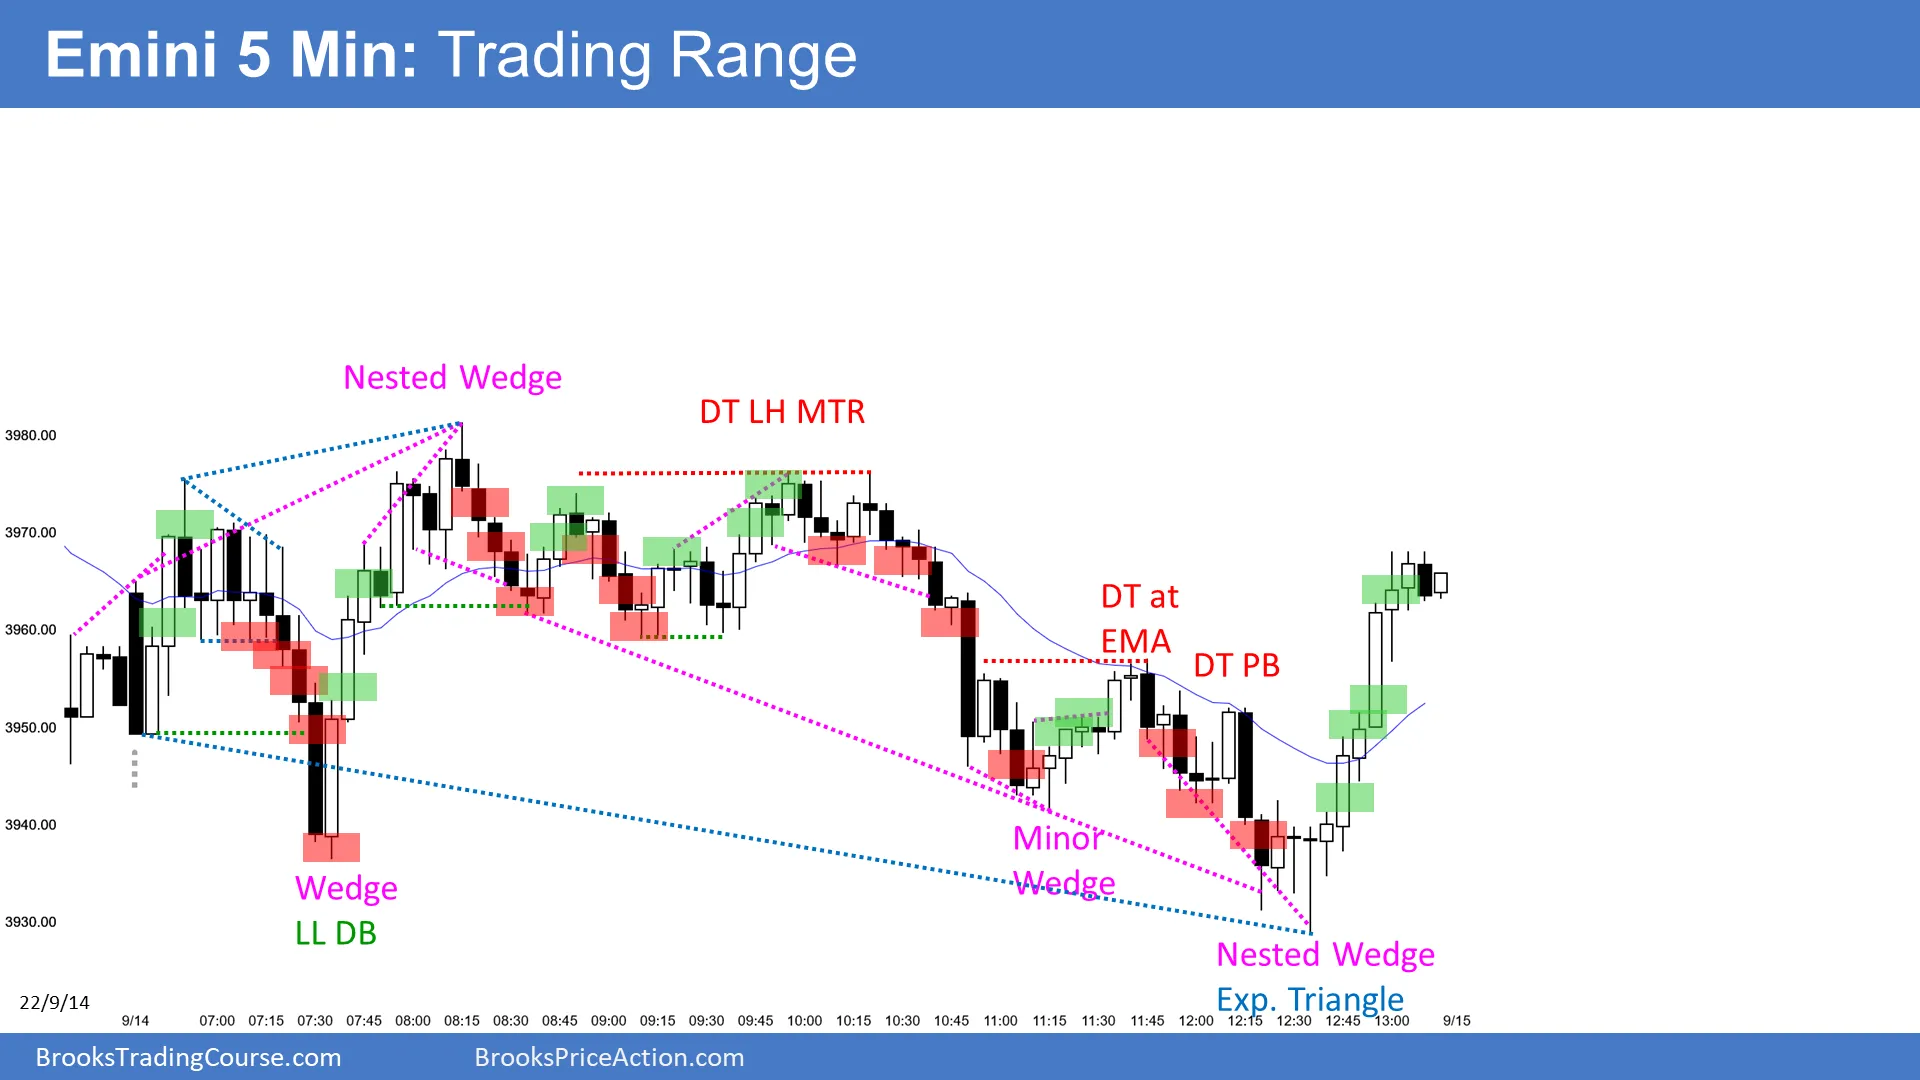 Emini 5 Min: Trading Range
Nested Wedge
DT LH MTR
3980.00
3970.00
3960.00
3950.00
3940.00
3930.00
DT at
EMA
DT PB
Minor
Wedge
Wedge
LL DB
Nested Wedge
Exp. Triangle
22/9/14
9/14 07:00 07:15 07:30 07:45 08:00 08:15 08:30 08:45 09:00 09:15 09:30 09:45 10:00 10:15 10:30 10:45 11:00 11:15 11:30 11:45 12:00 12:15 12:30 12:45 13:00 9/15
BrooksTradingCourse.com BrooksPriceAction.com